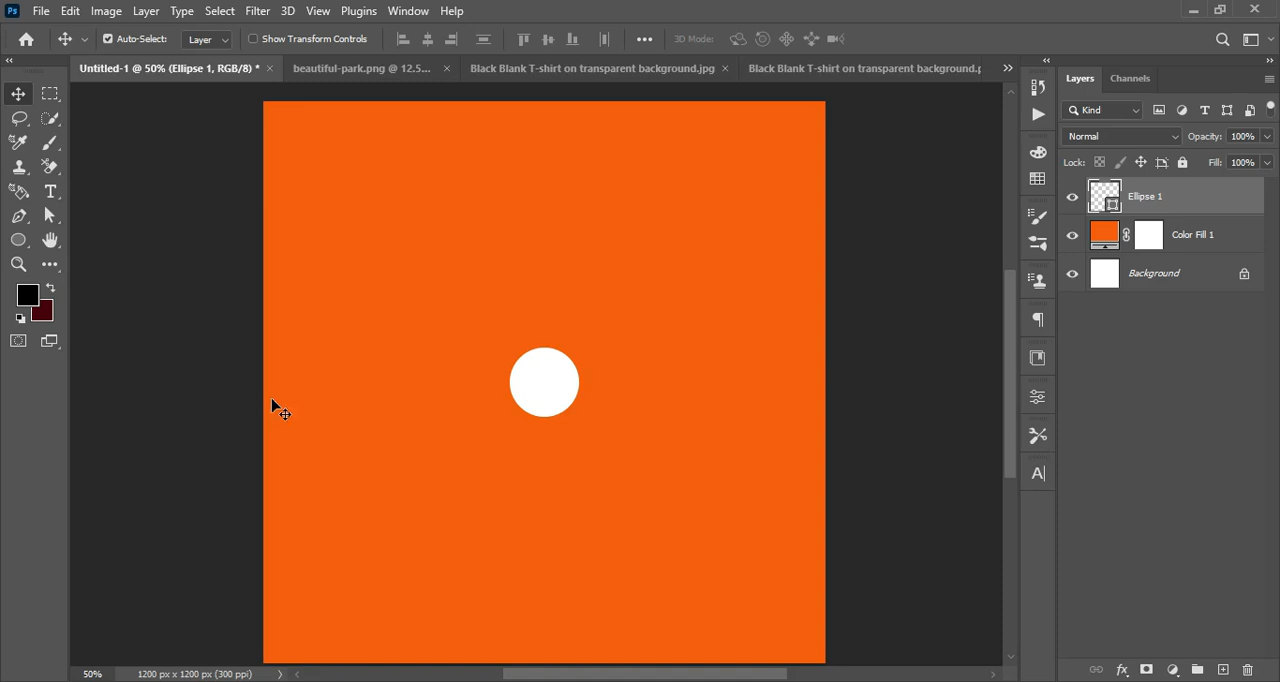 Ps File Edit Image Layer Type Select Filter 3D View Plugins Window Help
Auto-Select: Layer Show Transform Controls 3D Mode:
Untitled-1 @ 50% (Ellipse 1, RGB/8) * × beautiful-park.png @ 12.5... × Black Blank T-shirt on transparent background.jpg × Black Blank T-shirt on transparent background.p
Layers Channels
Kind
Normal Opacity: 100%
Lock: Fill: 100%
Ellipse 1
Color Fill 1
Background
50% 1200 px x 1200 px (300 ppi)